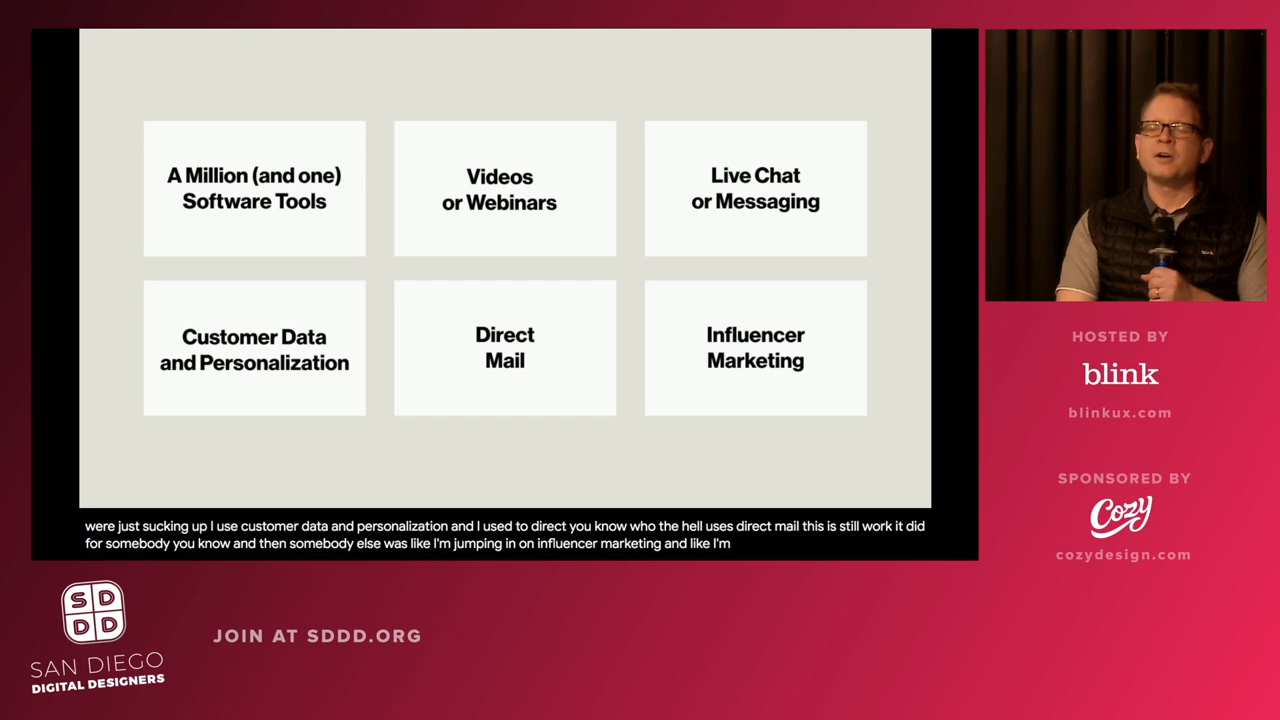 A Million (and one)
Software Tools
Videos
or Webinars
Live Chat
or Messaging
Customer Data
and Personalization
Direct
Mail
Influencer
Marketing
were just sucking up I use customer data and personalization and I used to direct you know who the hell uses direct mail this is still work it did
for somebody you know and then somebody else was like I'm jumping in on influencer marketing and like I'm
HOSTED BY
blink
blinkux.com
SPONSORED BY
Cozy
cozydesign.com
SD
DD
SAN DIEGO
DIGITAL DESIGNERS
JOIN AT SDDD.ORG